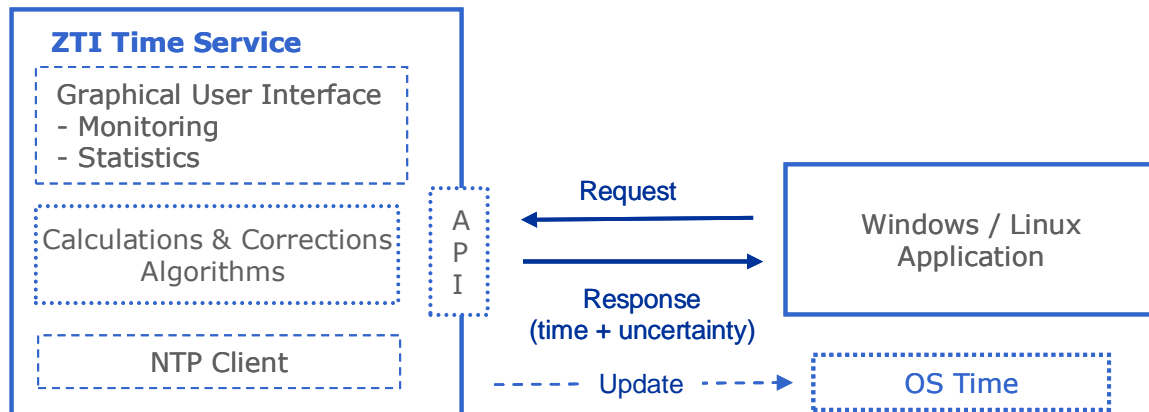 ZTI Time Service
Graphical User Interface
- Monitoring
- Statistics
Calculations & Corrections
Algorithms
NTP Client
A
P
I
Request
Response
(time + uncertainty)
Update
Windows / Linux
Application
OS Time